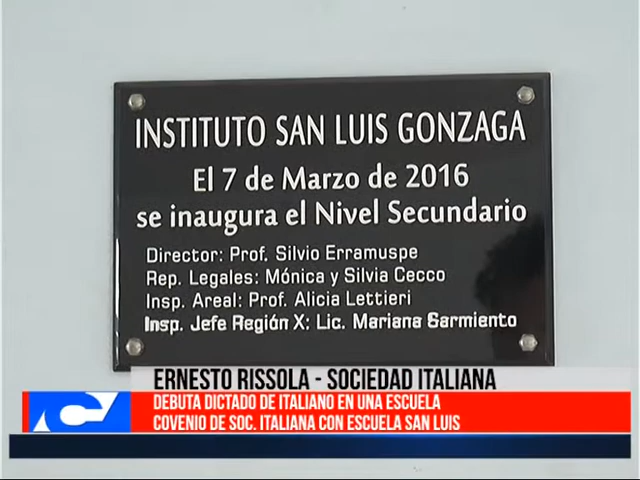 INSTITUTO SAN LUIS GONZAGA
El 7 de Marzo de 2016
se inaugura el Nivel Secundario
Director: Prof. Silvio Erramuspe
Rep. Legales: Mónica y Silvia Cecco
Insp. Areal: Prof. Alicia Lettieri
Insp. Jefe Región X: Lic. Mariana Sarmiento
ERNESTO RISSOLA - SOCIEDAD ITALIANA
DEBUTA DICTADO DE ITALIANO EN UNA ESCUELA
COVENIO DE SOC. ITALIANA CON ESCUELA SAN LUIS